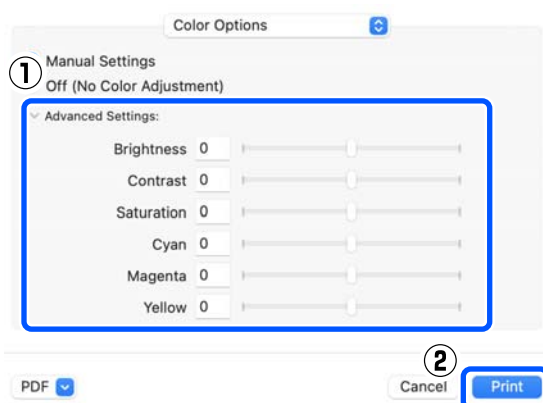 Color Options
①
Manual Settings
Off (No Color Adjustment)
Advanced Settings:
Brightness 0
Contrast 0
Saturation 0
Cyan 0
Magenta 0
Yellow 0
②
PDF Cancel Print